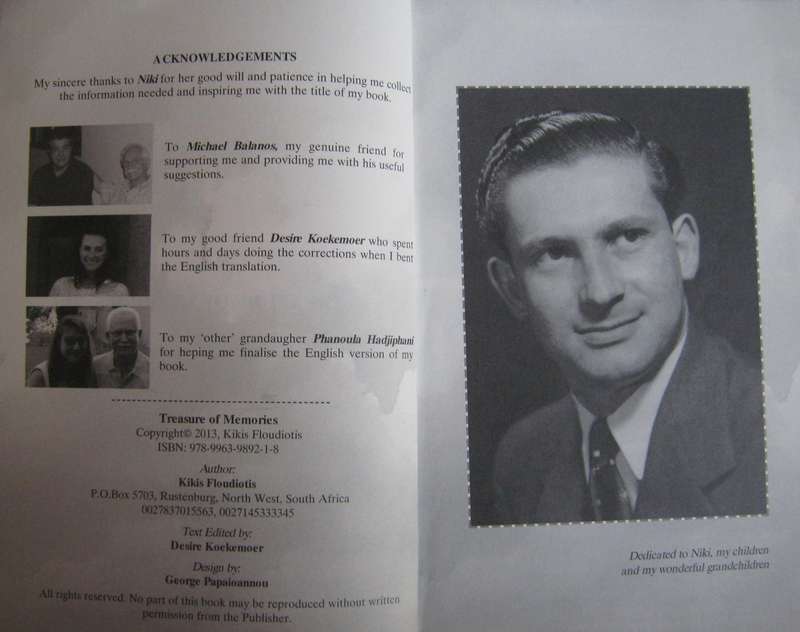 ACKNOWLEDGEMENTS
My sincere thanks to Niki for her good will and patience in helping me collect
the information needed and inspiring me with the title of my book.
To Michael Balanos, my genuine friend for
supporting me and providing me with his useful
suggestions.
To my good friend Desire Koekemoer who spent
hours and days doing the corrections when I bent
the English translation.
To my ‘other’ grandaugher Phanoula Hadjiphani
for heping me finalise the English version of my
book.
Treasure of Memories
Copyright© 2013, Kikis Floudiotis
ISBN: 978-9963-9892-1-8
Author:
Kikis Floudiotis
P.O.Box 5703, Rustenburg, North West, South Africa
0027837015563, 0027145333345
Text Edited by:
Desire Koekemoer
Design by:
George Papaioannou
All rights reserved. No part of this book may be reproduced without written
permission from the Publisher.
Dedicated to Niki, my children
and my wonderful grandchildren